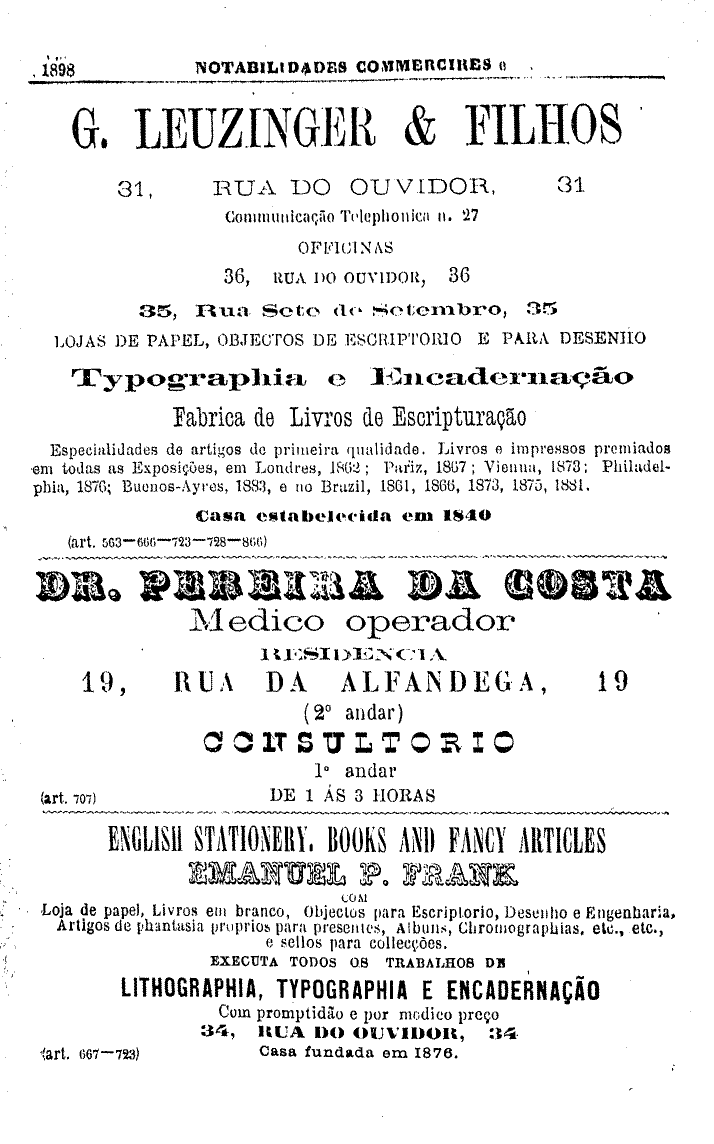 1898 NOTABILIDADES COMMERCIRES
G. LEUZINGER & FILHOS
31, RUA DO OUVIDOR, 31
Communicação Telephonica n. 27
OFFICINAS
36, RUA DO OUVIDOR, 36
35, Rua Sete de Setembro, 35
LOJAS DE PAPEL, OBJECTOS DE ESCRIPTORIO E PARA DESENHO
Typographia e Encadernação
Fabrica de Livros de Escripturação
Especialidades de artigos de primeira qualidade. Livros e impressos premiados
em todas as Exposições, em Londres, 1862; Pariz, 1867; Vienna, 1873; Philadel-
phia, 1876; Buenos-Ayres, 1883, e no Brazil, 1861, 1866, 1873, 1875, 1881.
Casa estabelecida em 1840
(art. 563—666—723—728—866)
DR. PEREIRA DA COSTA
Medico operador
RESIDENCIA
19, RUA DA ALFANDEGA, 19
(2º andar)
CONSULTORIO
1º andar
(art. 707) DE 1 ÁS 3 HORAS
ENGLISH STATIONERY, BOOKS AND FANCY ARTICLES
EMANUEL P. FRANK
COM
Loja de papel, Livros em branco, Objectos para Escriptorio, Desenho e Engenharia,
Artigos de phantasia proprios para presentes, Albuns, Chromographias, etc., etc.,
e sellos para collecções.
EXECUTA TODOS OS TRABALHOS DE
LITHOGRAPHIA, TYPOGRAPHIA E ENCADERNAÇÃO
Com promptidão e por modico preço
34, RUA DO OUVIDOR, 34
(art. 667—723) Casa fundada em 1876.